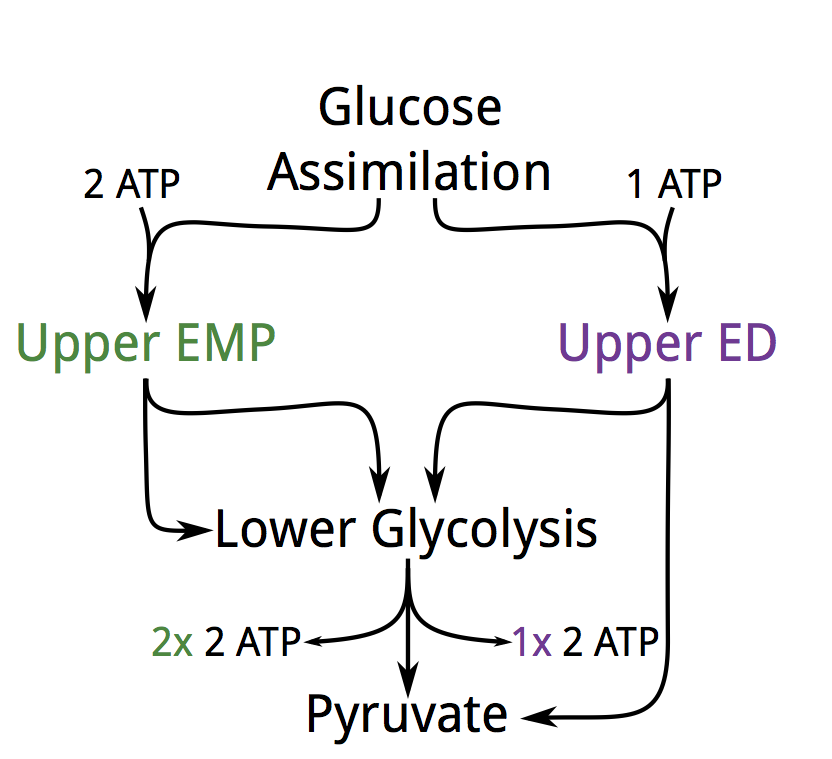 Glucose
Assimilation
2 ATP
1 ATP
Upper EMP
Upper ED
Lower Glycolysis
2x 2 ATP
1x 2 ATP
Pyruvate